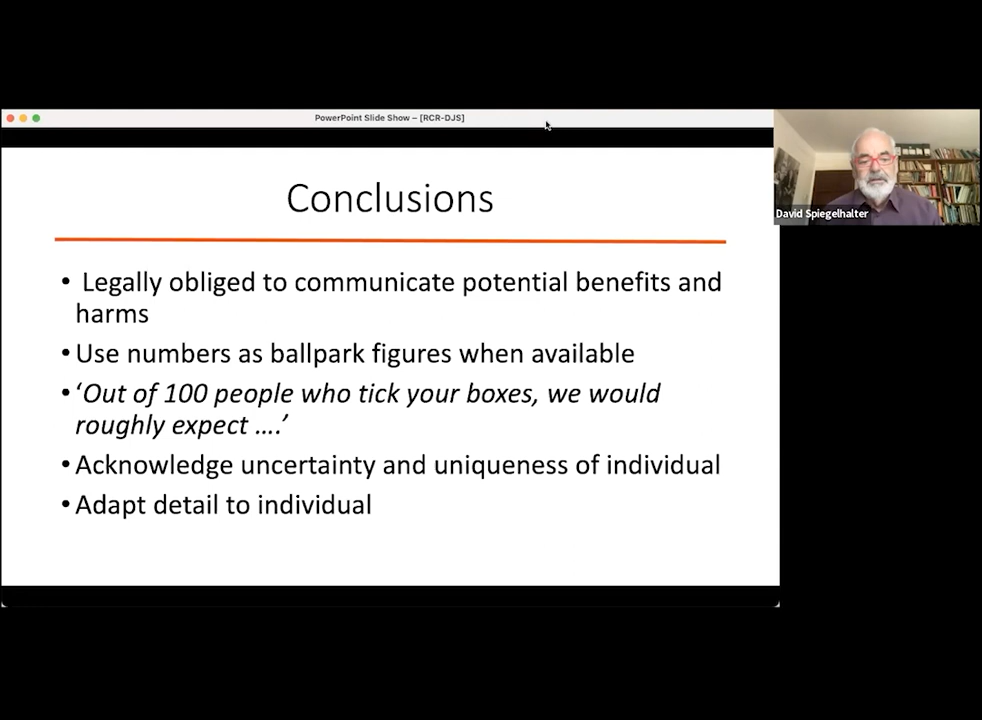 PowerPoint Slide Show – [RCR-DJS]
David Spiegelhalter
Conclusions
• Legally obliged to communicate potential benefits and
harms
• Use numbers as ballpark figures when available
• ‘Out of 100 people who tick your boxes, we would
roughly expect ....’
• Acknowledge uncertainty and uniqueness of individual
• Adapt detail to individual